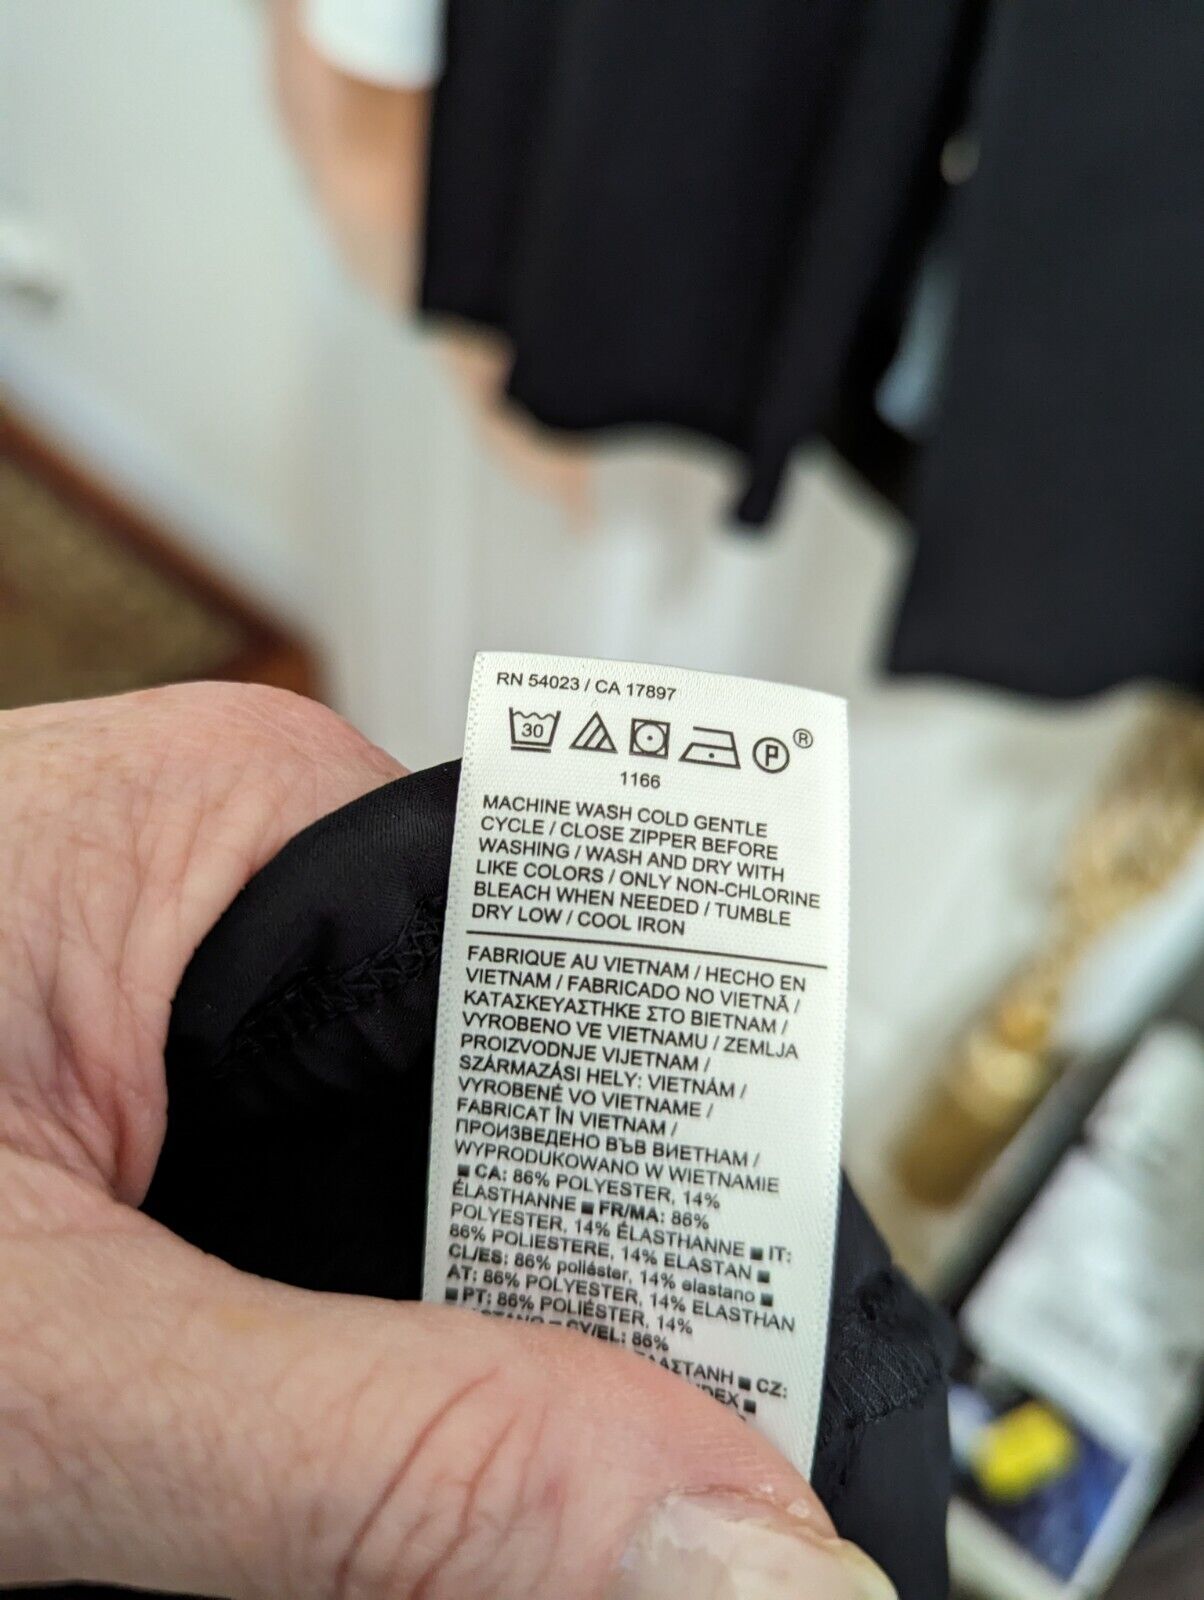 RN 54023 / CA 17897
30 P ®
1166
MACHINE WASH COLD GENTLE
CYCLE / CLOSE ZIPPER BEFORE
WASHING / WASH AND DRY WITH
LIKE COLORS / ONLY NON-CHLORINE
BLEACH WHEN NEEDED / TUMBLE
DRY LOW / COOL IRON
FABRIQUE AU VIETNAM / HECHO EN
VIETNAM / FABRICADO NO VIETNÃ /
ΚΑΤΑΣΚΕΥΑΣΤΗΚΕ ΣΤΟ ΒΙΕΤΝΑΜ /
VYROBENO VE VIETNAMU / ZEMLJA
PROIZVODNJE VIJETNAM /
SZÁRMAZÁSI HELY: VIETNÁM /
VYROBENÉ VO VIETNAME /
FABRICAT ÎN VIETNAM /
ПРОИЗВЕДЕНО ВЪВ ВИЕТНАМ /
WYPRODUKOWANO W WIETNAMIE
■ CA: 86% POLYESTER, 14%
ÉLASTHANNE ■ FR/MA: 86%
POLYESTER, 14% ÉLASTHANNE ■ IT:
86% POLIESTERE, 14% ELASTAN ■
CL/ES: 86% poliéster, 14% elastano ■
AT: 86% POLYESTER, 14% ELASTHAN
■ PT: 86% POLIÉSTER, 14%
CY/EL: 86%
■ CZ: